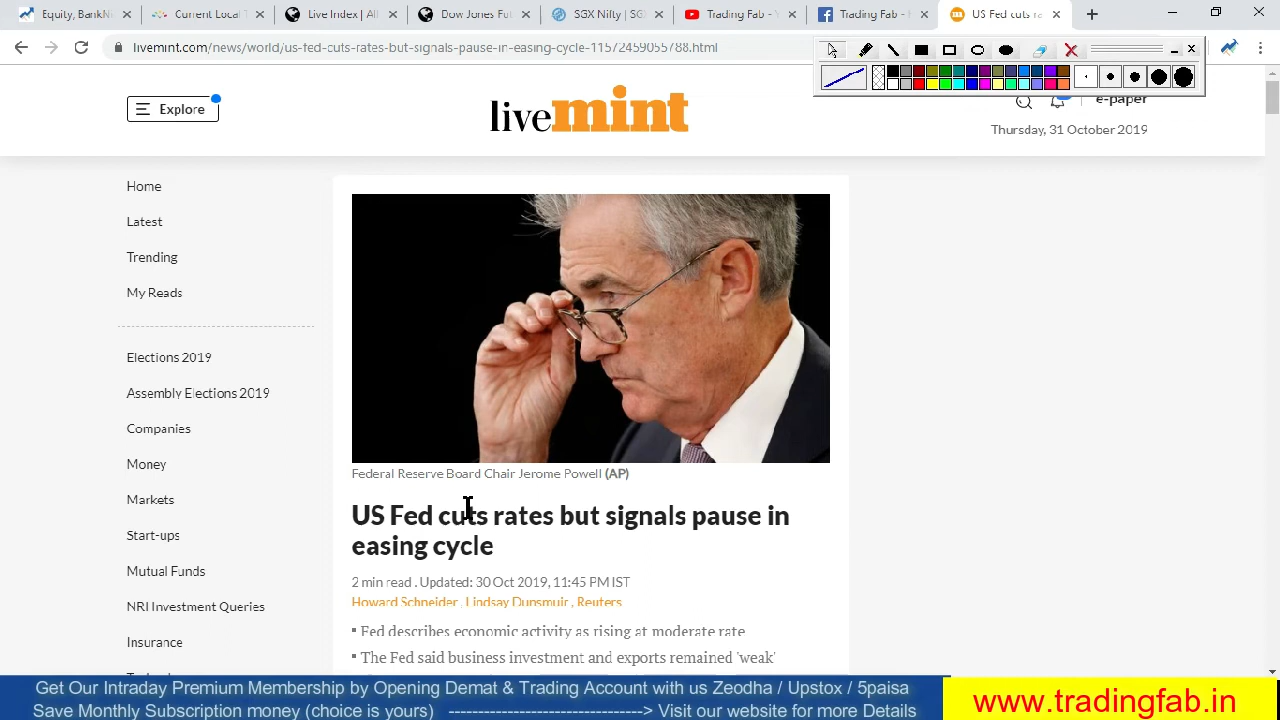 Equity, BankN
Current Local T
Live Indices | Al
Dow Jones Fut
SGX Nifty | SG
Trading Fab - Y
Trading Fab - H
US Fed cuts ra
livemint.com/news/world/us-fed-cuts-rates-but-signals-pause-in-easing-cycle-11572459055788.html
Explore
livemint
e-paper
Thursday, 31 October 2019
Home
Latest
Trending
My Reads
Elections 2019
Assembly Elections 2019
Companies
Money
Markets
Start-ups
Mutual Funds
NRI Investment Queries
Insurance
Federal Reserve Board Chair Jerome Powell (AP)
US Fed cuts rates but signals pause in
easing cycle
2 min read . Updated: 30 Oct 2019, 11:45 PM IST
Howard Schneider , Lindsay Dunsmuir , Reuters
Fed describes economic activity as rising at moderate rate
The Fed said business investment and exports remained 'weak'
Get Our Intraday Premium Membership by Opening Demat & Trading Account with us Zeodha / Upstox / 5paisa
Save Monthly Subscription money (choice is yours) ---------------------------------> Visit our website for more Details
www.tradingfab.in